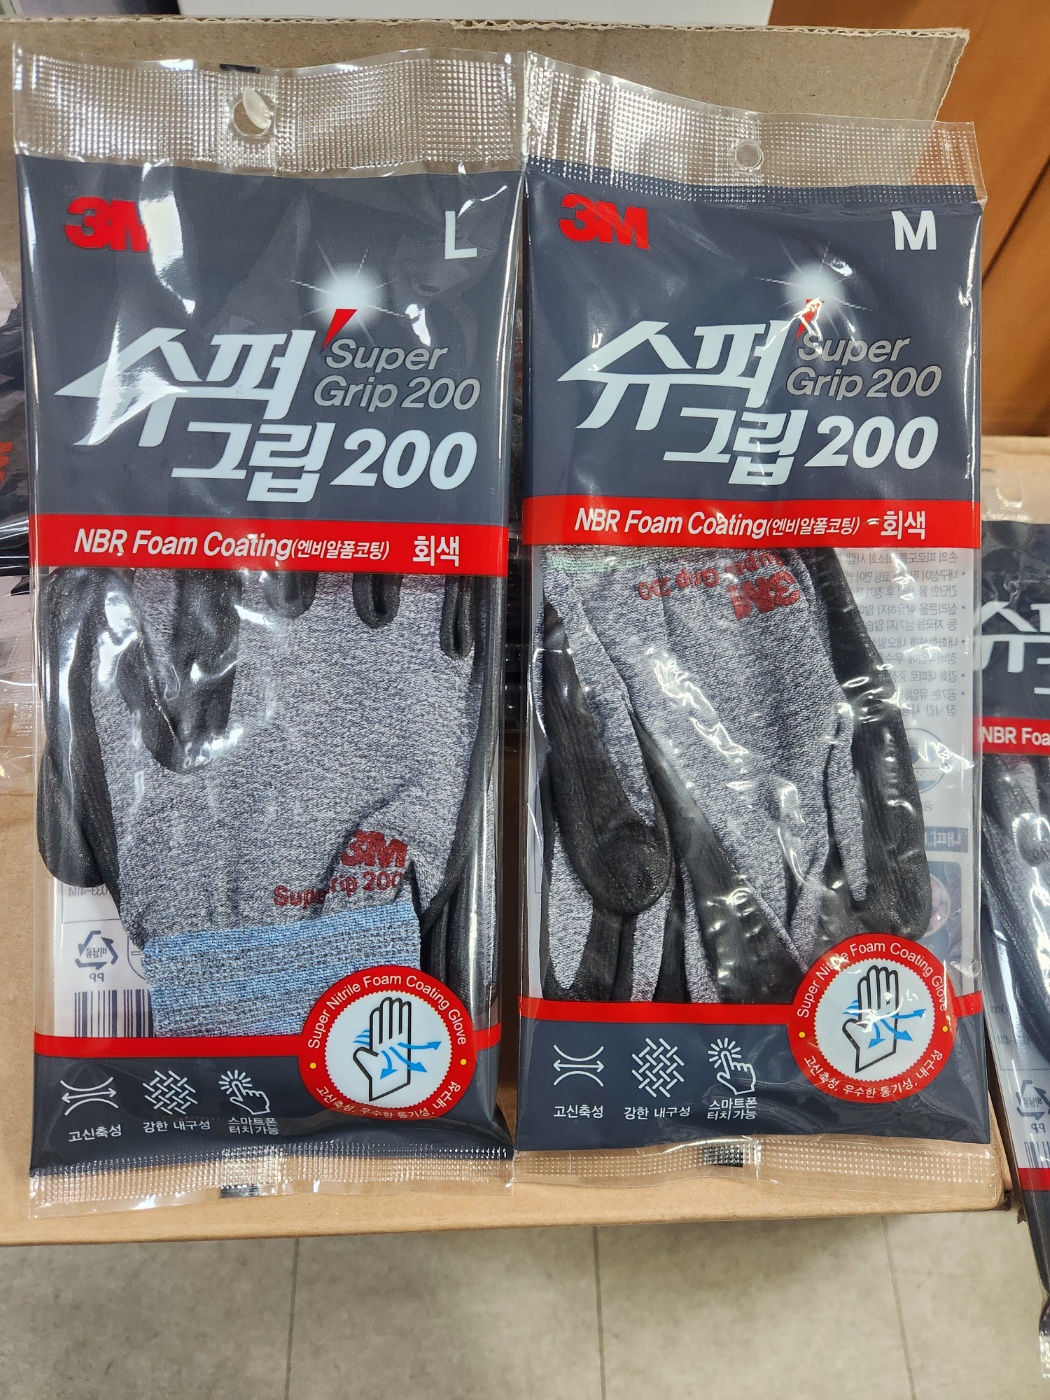 3M
L
슈퍼
Super
Grip 200
그립 200
NBR Foam Coating(엔비알폼코팅) 회색
3M
Super Grip 200
PP
Super Nitrile Foam Coating Glove
고신축성, 우수한 통기성, 내구성
고신축성
강한 내구성
스마트폰
터치가능
3M
M
슈퍼
Super
Grip 200
그립 200
NBR Foam Coating(엔비알폼코팅) 회색
3M
Super Grip 200
Super Nitrile Foam Coating Glove
고신축성, 우수한 통기성, 내구성
고신축성
강한 내구성
스마트폰
터치가능
슈
NBR Foa
PP